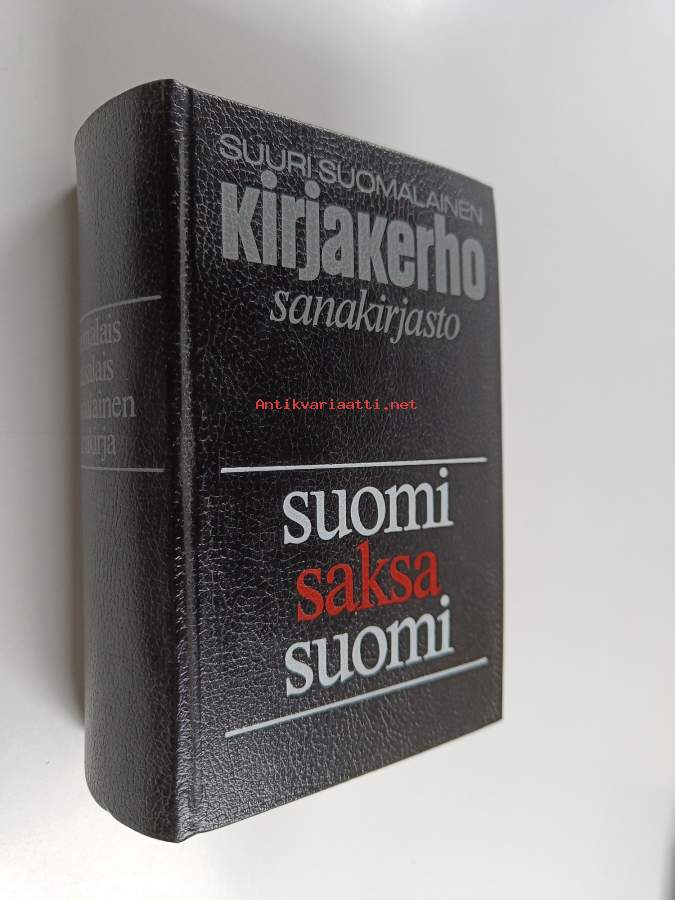 SUURI SUOMALAINEN
kirjakerho
sanakirjasto
Antikvariaatti.net
suomi
saksa
suomi